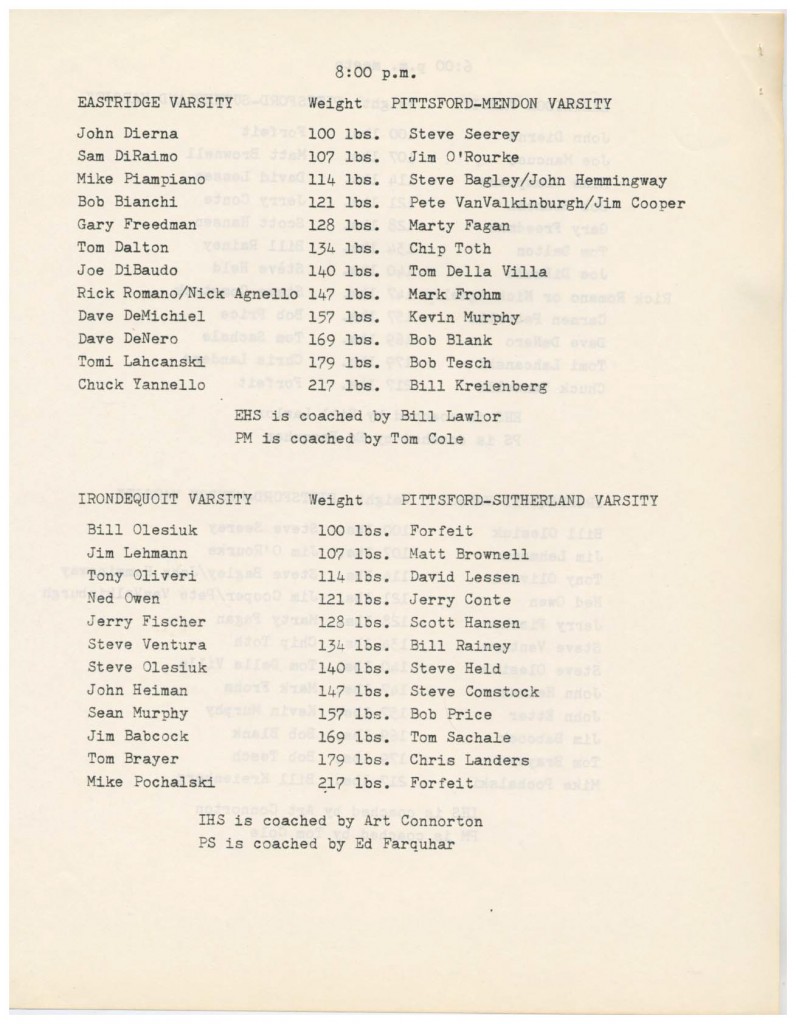 8:00 p.m.
EASTRIDGE VARSITY Weight PITTSFORD-MENDON VARSITY
John Dierna 100 lbs. Steve Seerey
Sam DiRaimo 107 lbs. Jim O'Rourke
Mike Piampiano 114 lbs. Steve Bagley/John Hemmingway
Bob Bianchi 121 lbs. Pete VanValkinburgh/Jim Cooper
Gary Freedman 128 lbs. Marty Fagan
Tom Dalton 134 lbs. Chip Toth
Joe DiBaudo 140 lbs. Tom Della Villa
Rick Romano/Nick Agnello 147 lbs. Mark Frohm
Dave DeMichiel 157 lbs. Kevin Murphy
Dave DeNero 169 lbs. Bob Blank
Tomi Lahcanski 179 lbs. Bob Tesch
Chuck Yannello 217 lbs. Bill Kreienberg
EHS is coached by Bill Lawlor
PM is coached by Tom Cole
IRONDEQUOIT VARSITY Weight PITTSFORD-SUTHERLAND VARSITY
Bill Olesiuk 100 lbs. Forfeit
Jim Lehmann 107 lbs. Matt Brownell
Tony Oliveri 114 lbs. David Lessen
Ned Owen 121 lbs. Jerry Conte
Jerry Fischer 128 lbs. Scott Hansen
Steve Ventura 134 lbs. Bill Rainey
Steve Olesiuk 140 lbs. Steve Held
John Heiman 147 lbs. Steve Comstock
Sean Murphy 157 lbs. Bob Price
Jim Babcock 169 lbs. Tom Sachale
Tom Brayer 179 lbs. Chris Landers
Mike Pochalski 217 lbs. Forfeit
IHS is coached by Art Connorton
PS is coached by Ed Farquhar